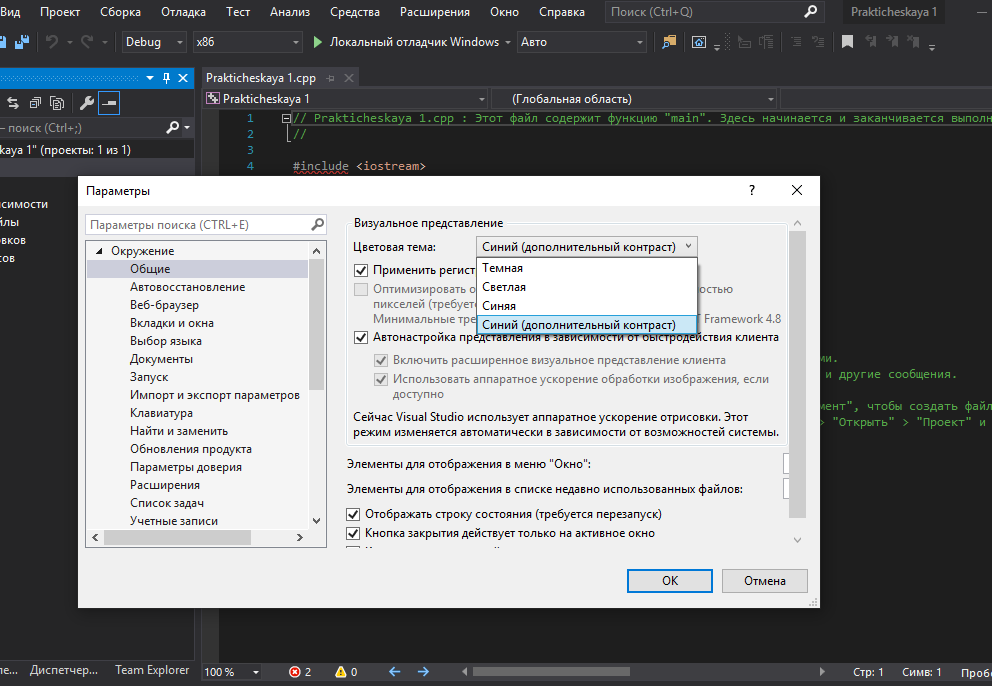 Вид Проект Сборка Отладка Тест Анализ Средства Расширения Окно Справка Поиск (Ctrl+Q) Prakticheskaya 1
Debug x86 Локальный отладчик Windows Авто
Prakticheskaya 1.cpp
Prakticheskaya 1 (Глобальная область)
– поиск (Ctrl+;)
kaya 1" (проекты: 1 из 1)
1 // Prakticheskaya 1.cpp : Этот файл содержит функцию "main". Здесь начинается и заканчивается выполн
2 //
3
4 #include <iostream>
Параметры ?
Параметры поиска (CTRL+E)
Окружение
Общие
Автовосстановление
Веб-браузер
Вкладки и окна
Выбор языка
Документы
Запуск
Импорт и экспорт параметров
Клавиатура
Найти и заменить
Обновления продукта
Параметры доверия
Расширения
Список задач
Учетные записи
Визуальное представление
Цветовая тема: Синий (дополнительный контраст)
Темная
Светлая
Синяя
Синий (дополнительный контраст)
Применить регист
Оптимизировать о ностью
пикселей (требует
Минимальные тре Framework 4.8
Автонастройка представления в зависимости от быстродействия клиента
Включить расширенное визуальное представление клиента
Использовать аппаратное ускорение обработки изображения, если
доступно
Сейчас Visual Studio использует аппаратное ускорение отрисовки. Этот
режим изменяется автоматически в зависимости от возможностей системы.
Элементы для отображения в меню "Окно":
Элементы для отображения в списке недавно использованных файлов:
Отображать строку состояния (требуется перезапуск)
Кнопка закрытия действует только на активное окно
ОК Отмена
исимости
йлы
овков
сов
ми.
и другие сообщения.
мент", чтобы создать файл
> "Открыть" > "Проект" и
ле... Диспетчер... Team Explorer
100 % 2 0 Стр: 1 Симв: 1 Пробе